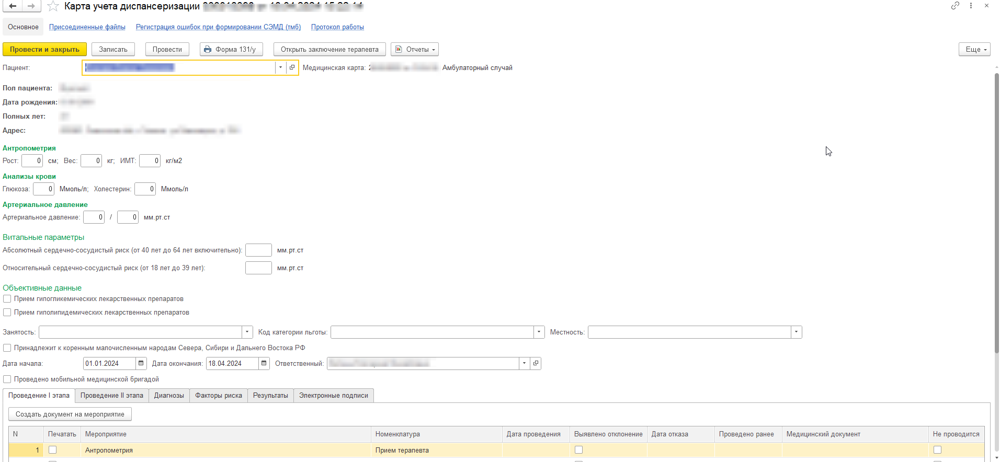 Карта учета диспансеризации
Основное Присоединенные файлы Регистрация ошибок при формировании СЭМД (тмб) Протокол работы
Провести и закрыть Записать Провести Форма 131/у Открыть заключение терапевта Отчеты Еще
Пациент: Медицинская карта: Амбулаторный случай
Пол пациента:
Дата рождения:
Полных лет:
Адрес:
Антропометрия
Рост: 0 см; Вес: 0 кг; ИМТ: 0 кг/м2
Анализы крови
Глюкоза: 0 Ммоль/л; Холестерин: 0 Ммоль/л
Артериальное давление
Артериальное давление: 0 / 0 мм.рт.ст
Витальные параметры
Абсолютный сердечно-сосудистый риск (от 40 лет до 64 лет включительно): мм.рт.ст
Относительный сердечно-сосудистый риск (от 18 лет до 39 лет): мм.рт.ст
Объективные данные
Прием гипогликемических лекарственных препаратов
Прием гиполипидемических лекарственных препаратов
Занятость: Код категории льготы: Местность:
Принадлежит к коренным малочисленным народам Севера, Сибири и Дальнего Востока РФ
Дата начала: 01.01.2024 Дата окончания: 18.04.2024 Ответственный:
Проведено мобильной медицинской бригадой
Проведение I этапа Проведение II этапа Диагнозы Факторы риска Результаты Электронные подписи
Создать документ на мероприятие
N Печатать Мероприятие Номенклатура Дата проведения Выявлено отклонение Дата отказа Проведено ранее Медицинский документ Не проводится
1 Антропометрия Прием терапевта